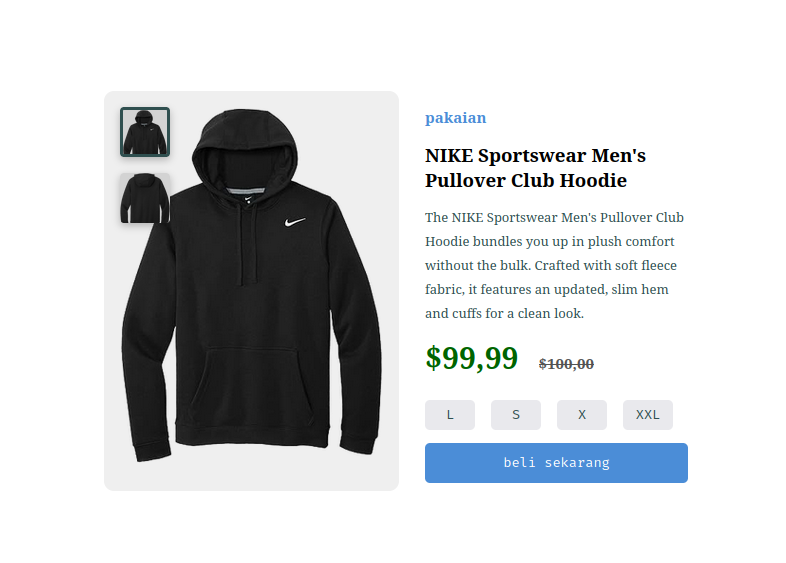 pakaian
NIKE Sportswear Men's
Pullover Club Hoodie
The NIKE Sportswear Men's Pullover Club
Hoodie bundles you up in plush comfort
without the bulk. Crafted with soft fleece
fabric, it features an updated, slim hem
and cuffs for a clean look.
$99,99 $100,00
L S X XXL
beli sekarang